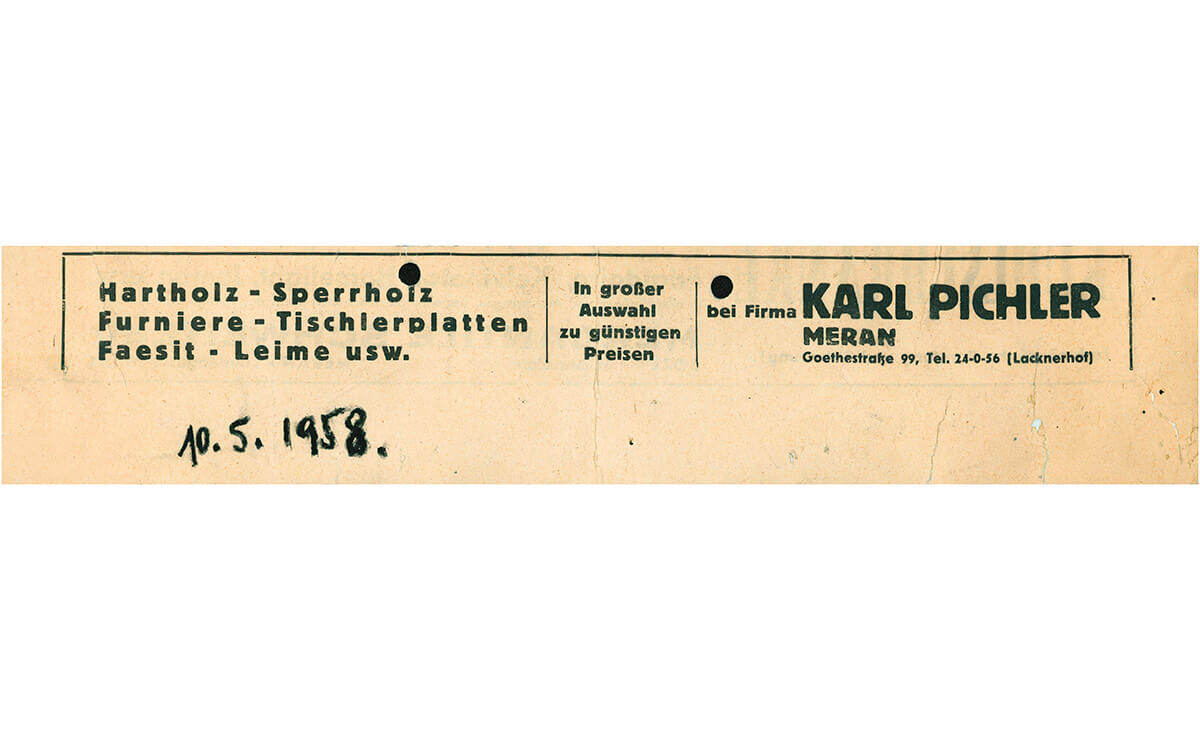 Hartholz - Sperrholz
Furniere - Tischlerplatten
Faesit - Leime usw.
In großer
Auswahl
zu günstigen
Preisen
bei Firma KARL PICHLER
MERAN
Goethestraße 99, Tel. 24-0-56 (Lacknerhof)
10. 5. 1958.